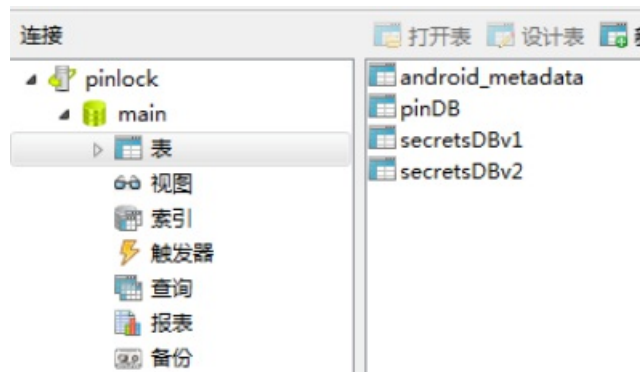 连接
打开表 设计表
pinlock
main
表
视图
索引
触发器
查询
报表
备份
android_metadata
pinDB
secretsDBv1
secretsDBv2